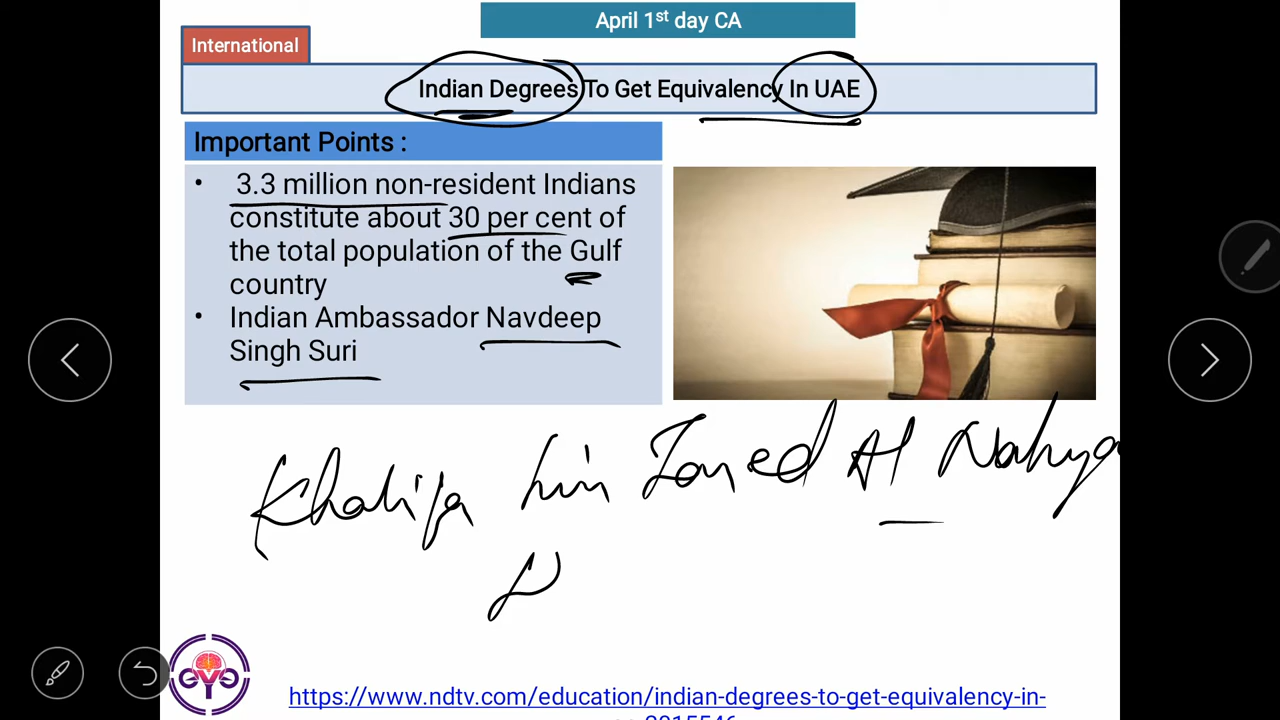 April 1st day CA
International
Indian Degrees To Get Equivalency In UAE
Important Points :
• 3.3 million non-resident Indians
constitute about 30 per cent of
the total population of the Gulf
country
• Indian Ambassador Navdeep
Singh Suri
Khalifa bin Zayed Al Nahya
https://www.ndtv.com/education/indian-degrees-to-get-equivalency-in-